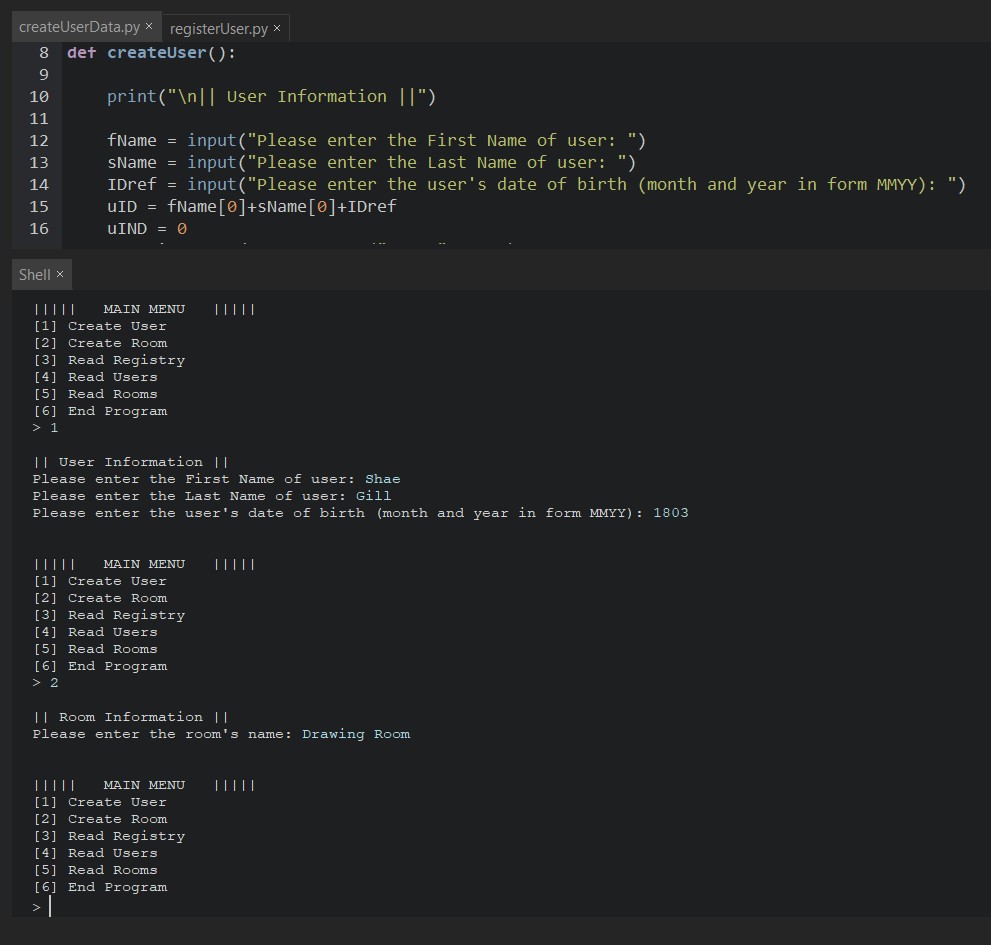 createUserData.py × registerUser.py ×
8 def createUser():
9
10     print("\n|| User Information ||")
11
12     fName = input("Please enter the First Name of user: ")
13     sName = input("Please enter the Last Name of user: ")
14     IDref = input("Please enter the user's date of birth (month and year in form MMYY): ")
15     uID = fName[0]+sName[0]+IDref
16     uIND = 0
Shell ×
||||| MAIN MENU |||||
[1] Create User
[2] Create Room
[3] Read Registry
[4] Read Users
[5] Read Rooms
[6] End Program
> 1
|| User Information ||
Please enter the First Name of user: Shae
Please enter the Last Name of user: Gill
Please enter the user's date of birth (month and year in form MMYY): 1803
||||| MAIN MENU |||||
[1] Create User
[2] Create Room
[3] Read Registry
[4] Read Users
[5] Read Rooms
[6] End Program
> 2
|| Room Information ||
Please enter the room's name: Drawing Room
||||| MAIN MENU |||||
[1] Create User
[2] Create Room
[3] Read Registry
[4] Read Users
[5] Read Rooms
[6] End Program
>